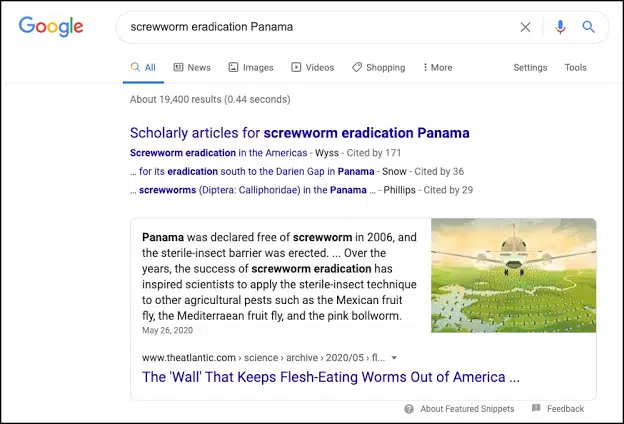 Google
screwworm eradication Panama
All News Images Videos Shopping More Settings Tools
About 19,400 results (0.44 seconds)
Scholarly articles for screwworm eradication Panama
Screwworm eradication in the Americas - Wyss - Cited by 171
... for its eradication south to the Darien Gap in Panama - Snow - Cited by 36
... screwworms (Diptera: Calliphoridae) in the Panama ... - Phillips - Cited by 29
Panama was declared free of screwworm in 2006, and
the sterile-insect barrier was erected. ... Over the
years, the success of screwworm eradication has
inspired scientists to apply the sterile-insect technique
to other agricultural pests such as the Mexican fruit
fly, the Mediterraean fruit fly, and the pink bollworm.
May 26, 2020
www.theatlantic.com › science › archive › 2020/05 › fl...
The 'Wall' That Keeps Flesh-Eating Worms Out of America ...
About Featured Snippets Feedback